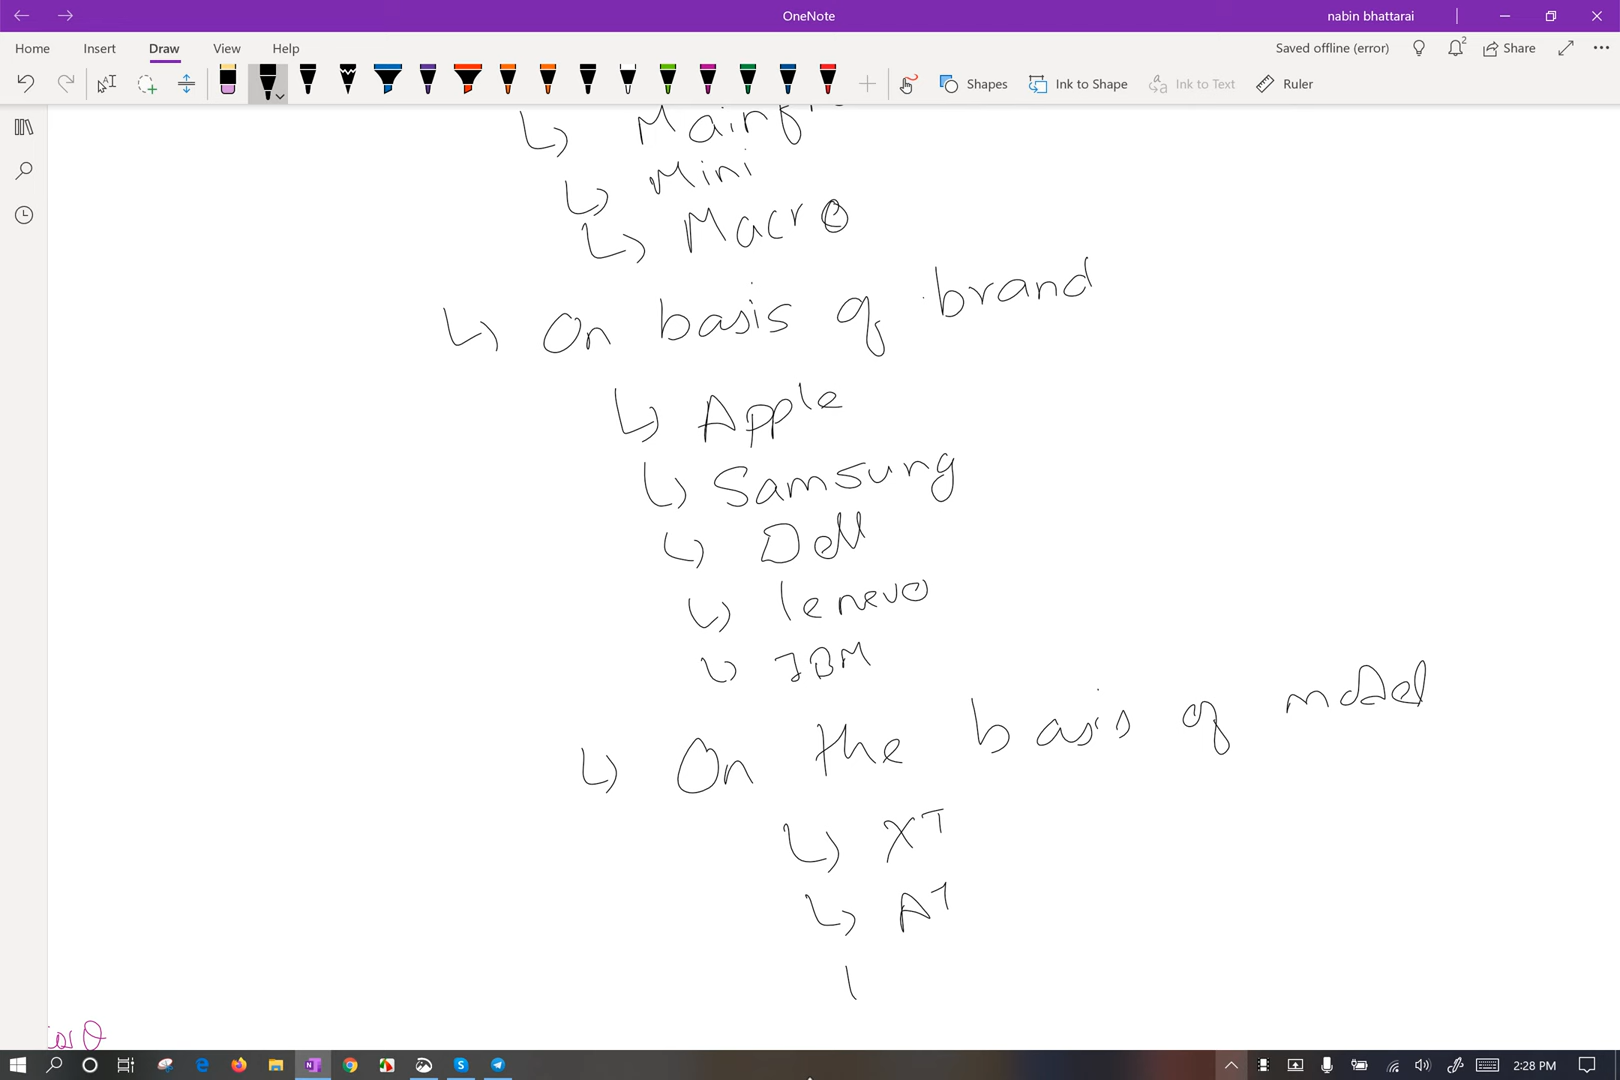 OneNote
nabin bhattarai
Home Insert Draw View Help
Saved offline (error)
2
Share
Shapes
Ink to Shape
Ink to Text
Ruler
↳ Mini
↳ Macro
↳ On basis of brand
↳ Apple
↳ Samsung
↳ Dell
↳ lenevo
↳ IBM
↳ On the basis of model
↳ XT
↳ AT
2:28 PM